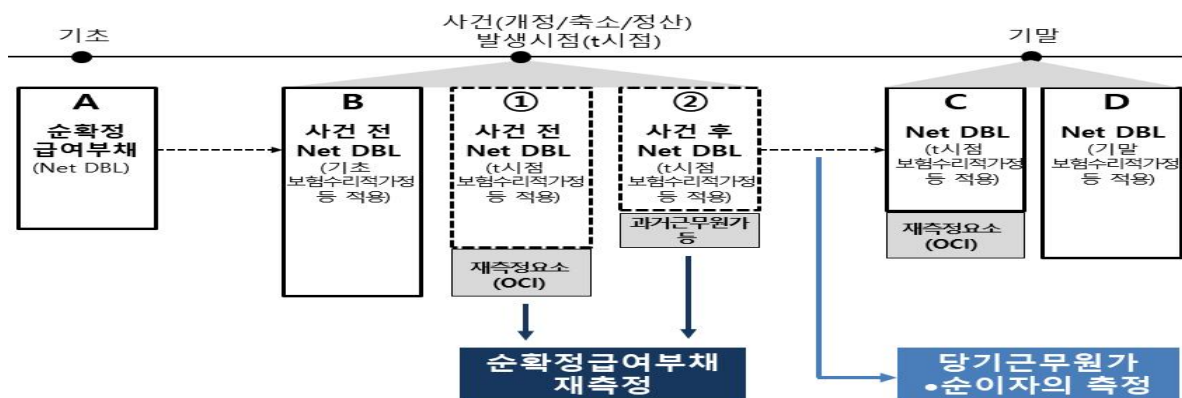 기초
사건(개정/축소/정산)
발생시점(t시점)
기말
A
순확정
급여부채
(Net DBL)
B
사건 전
Net DBL
(기초
보험수리적가정
등 적용)
①
사건 전
Net DBL
(t시점
보험수리적가정
등 적용)
재측정요소
(OCI)
②
사건 후
Net DBL
(t시점
보험수리적가정
등 적용)
과거근무원가
등
C
Net DBL
(t시점
보험수리적가정
등 적용)
재측정요소
(OCI)
D
Net DBL
(기말
보험수리적가정
등 적용)
순확정급여부채
재측정
당기근무원가
•순이자의 측정